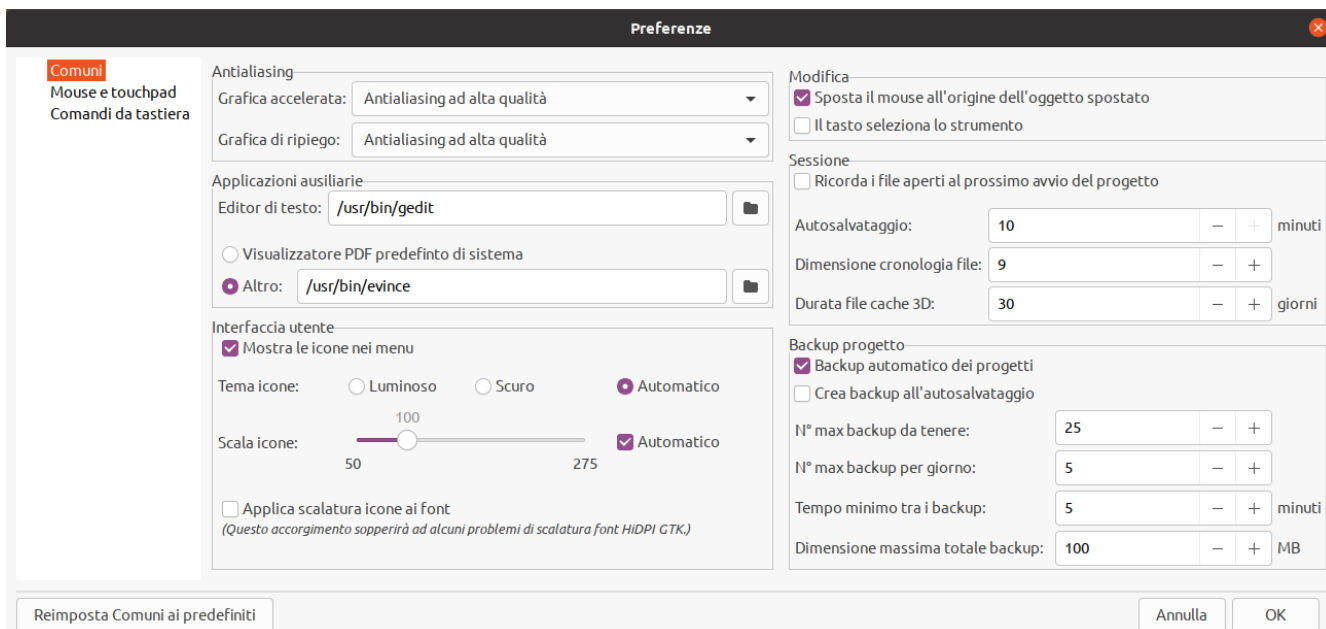 Preferenze
Comuni
Mouse e touchpad
Comandi da tastiera
Antialiasing
Grafica accelerata: Antialiasing ad alta qualità
Grafica di ripiego: Antialiasing ad alta qualità
Applicazioni ausiliarie
Editor di testo: /usr/bin/gedit
Visualizzatore PDF predefinto di sistema
Altro: /usr/bin/evince
Interfaccia utente
Mostra le icone nei menu
Tema icone: Luminoso Scuro Automatico
100
Scala icone: Automatico
50 275
Applica scalatura icone ai font
(Questo accorgimento sopperirà ad alcuni problemi di scalatura font HiDPI GTK.)
Modifica
Sposta il mouse all'origine dell'oggetto spostato
Il tasto seleziona lo strumento
Sessione
Ricorda i file aperti al prossimo avvio del progetto
Autosalvataggio: 10 − + minuti
Dimensione cronologia file: 9 − +
Durata file cache 3D: 30 − + giorni
Backup progetto
Backup automatico dei progetti
Crea backup all'autosalvataggio
N° max backup da tenere: 25 − +
N° max backup per giorno: 5 − +
Tempo minimo tra i backup: 5 − + minuti
Dimensione massima totale backup: 100 − + MB
Reimposta Comuni ai predefiniti
Annulla OK